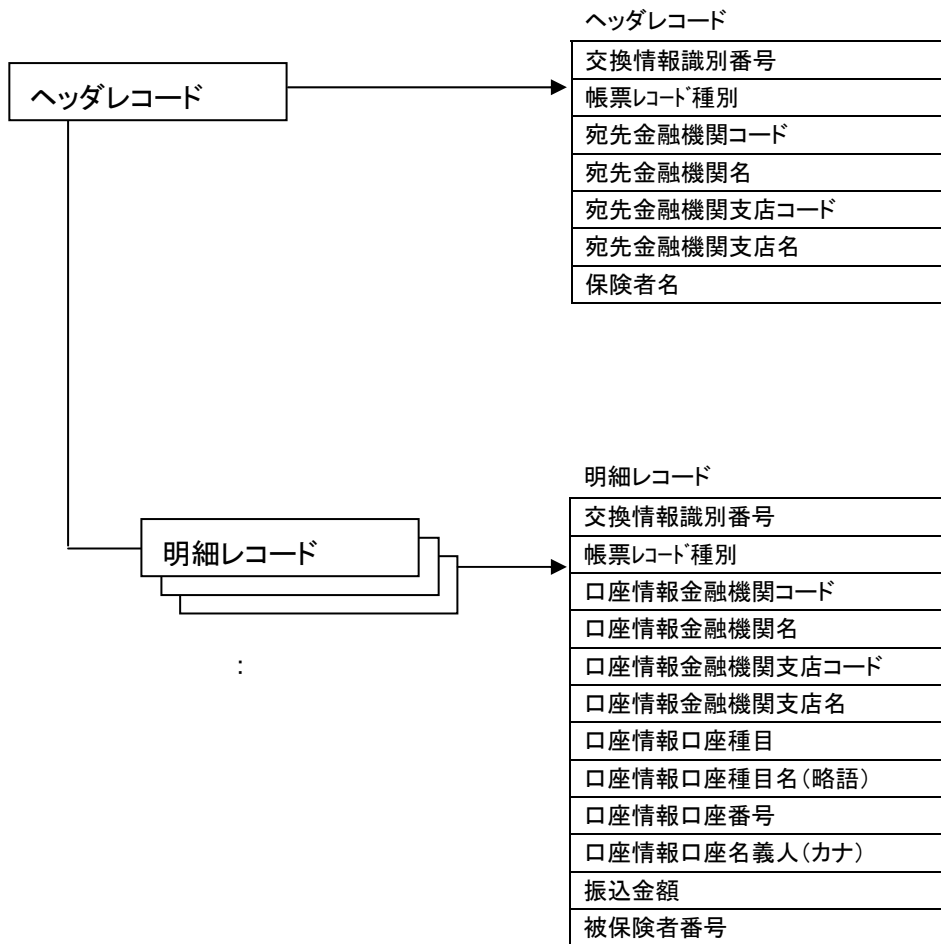 ヘッダレコード
ヘッダレコード
交換情報識別番号
帳票ﾚｺｰﾄﾞ種別
宛先金融機関コード
宛先金融機関名
宛先金融機関支店コード
宛先金融機関支店名
保険者名
明細レコード
:
明細レコード
交換情報識別番号
帳票ﾚｺｰﾄﾞ種別
口座情報金融機関コード
口座情報金融機関名
口座情報金融機関支店コード
口座情報金融機関支店名
口座情報口座種目
口座情報口座種目名(略語)
口座情報口座番号
口座情報口座名義人(カナ)
振込金額
被保険者番号